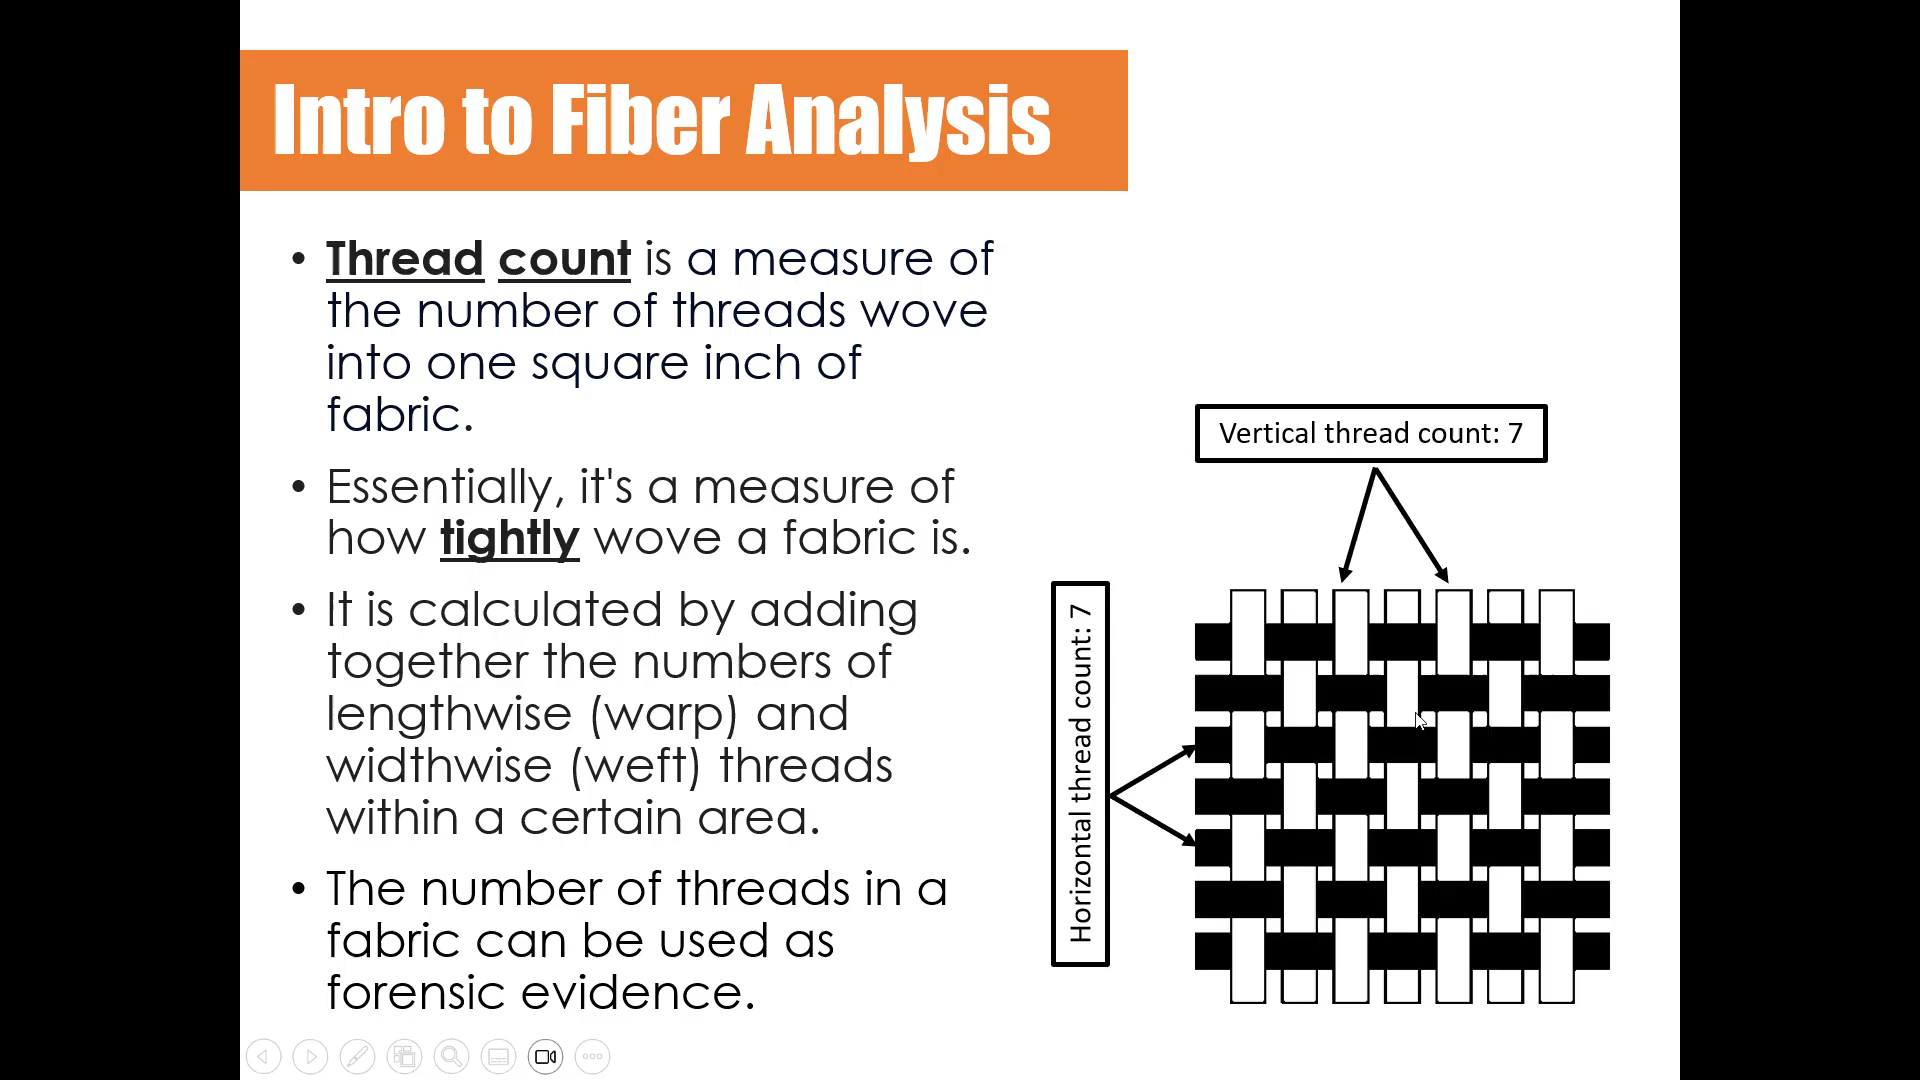 Intro to Fiber Analysis
• Thread count is a measure of
the number of threads wove
into one square inch of
fabric.
• Essentially, it's a measure of
how tightly wove a fabric is.
• It is calculated by adding
together the numbers of
lengthwise (warp) and
widthwise (weft) threads
within a certain area.
• The number of threads in a
fabric can be used as
forensic evidence.
Vertical thread count: 7
Horizontal thread count: 7